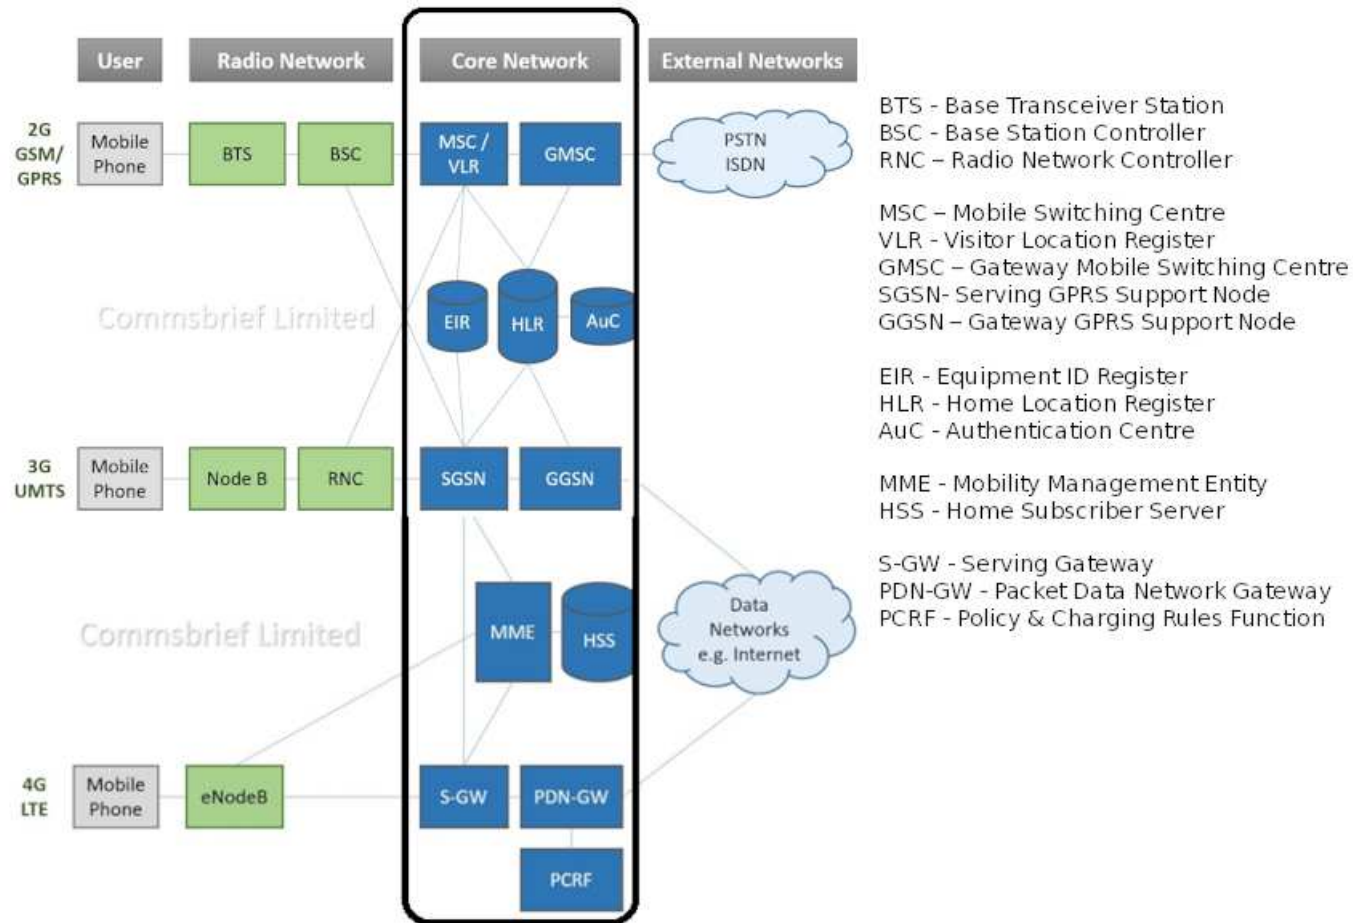 User
Radio Network
Core Network
External Networks
2G
GSM/
GPRS
Mobile
Phone
BTS
BSC
MSC /
VLR
GMSC
PSTN
ISDN
Commsbrief Limited
EIR
HLR
AuC
3G
UMTS
Mobile
Phone
Node B
RNC
SGSN
GGSN
Commsbrief Limited
MME
HSS
Data
Networks
e.g. Internet
4G
LTE
Mobile
Phone
eNodeB
S-GW
PDN-GW
PCRF
BTS - Base Transceiver Station
BSC - Base Station Controller
RNC – Radio Network Controller
MSC – Mobile Switching Centre
VLR - Visitor Location Register
GMSC – Gateway Mobile Switching Centre
SGSN- Serving GPRS Support Node
GGSN – Gateway GPRS Support Node
EIR - Equipment ID Register
HLR - Home Location Register
AuC - Authentication Centre
MME - Mobility Management Entity
HSS - Home Subscriber Server
S-GW - Serving Gateway
PDN-GW - Packet Data Network Gateway
PCRF - Policy & Charging Rules Function